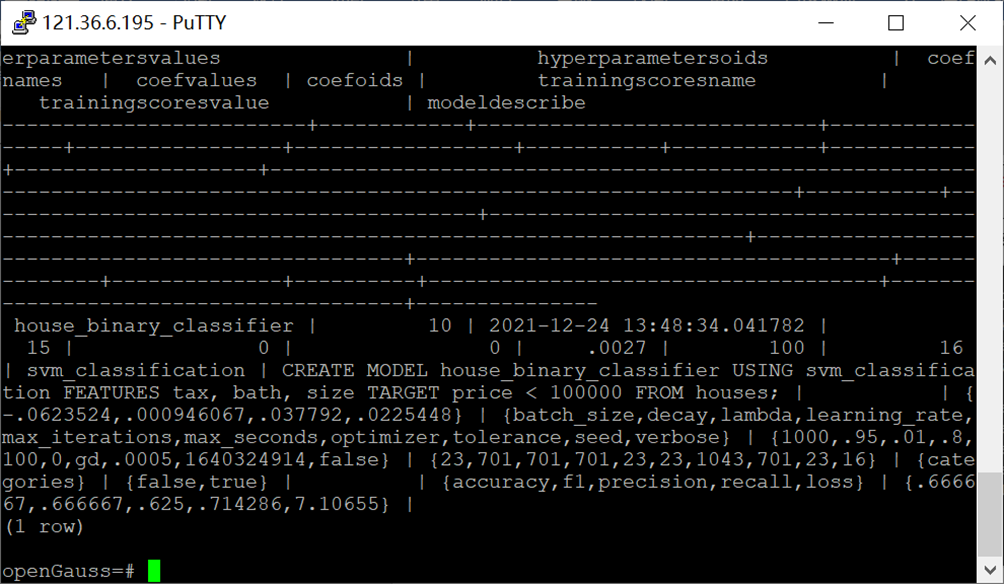 121.36.6.195 - PuTTY
erparametersvalues | hyperparametersoids | coef
names | coefvalues | coefoids | trainingscoresname |
trainingscoresvalue | modeldescribe
--------------------------+-------------+-----------------------------+------------
-----+------------------+-------------------+------------+-------------+------------
+---------------------+------------------------------------------------------------
-------------------------------------------------------------------+------------+--
----------------------------------------+------------------------------------------
---------------------------------------------------------------+-------------------
----------------------------------+----------------------------------------+-------
--------+---------------+-----------+---------------------------------------+-------
----------------------------------+----------------
house_binary_classifier | 10 | 2021-12-24 13:48:34.041782 |
15 | 0 | 0 | .0027 | 100 | 16
| svm_classification | CREATE MODEL house_binary_classifier USING svm_classifica
tion FEATURES tax, bath, size TARGET price < 100000 FROM houses; | | {
-.0623524,.000946067,.037792,.0225448} | {batch_size,decay,lambda,learning_rate,
max_iterations,max_seconds,optimizer,tolerance,seed,verbose} | {1000,.95,.01,.8,
100,0,gd,.0005,1640324914,false} | {23,701,701,701,23,23,1043,701,23,16} | {cate
gories} | {false,true} | | {accuracy,f1,precision,recall,loss} | {.6666
67,.666667,.625,.714286,7.10655} |
(1 row)
openGauss=#